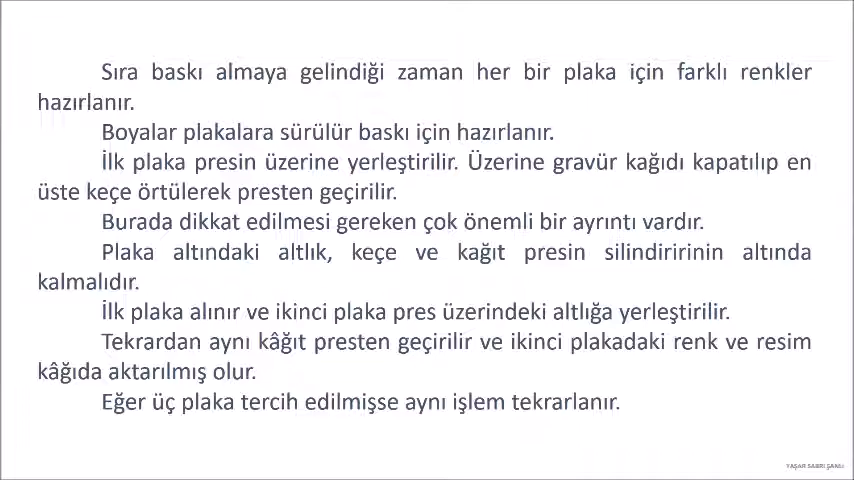 Sıra baskı almaya gelindiği zaman her bir plaka için farklı renkler
hazırlanır.
Boyalar plakalara sürülür baskı için hazırlanır.
İlk plaka presin üzerine yerleştirilir. Üzerine gravür kağıdı kapatılıp en
üste keçe örtülerek presten geçirilir.
Burada dikkat edilmesi gereken çok önemli bir ayrıntı vardır.
Plaka altındaki altlık, keçe ve kağıt presin silindiririnin altında
kalmalıdır.
İlk plaka alınır ve ikinci plaka pres üzerindeki altlığa yerleştirilir.
Tekrardan aynı kâğıt presten geçirilir ve ikinci plakadaki renk ve resim
kâğıda aktarılmış olur.
Eğer üç plaka tercih edilmişse aynı işlem tekrarlanır.
YAŞAR SABRİ ŞANLI